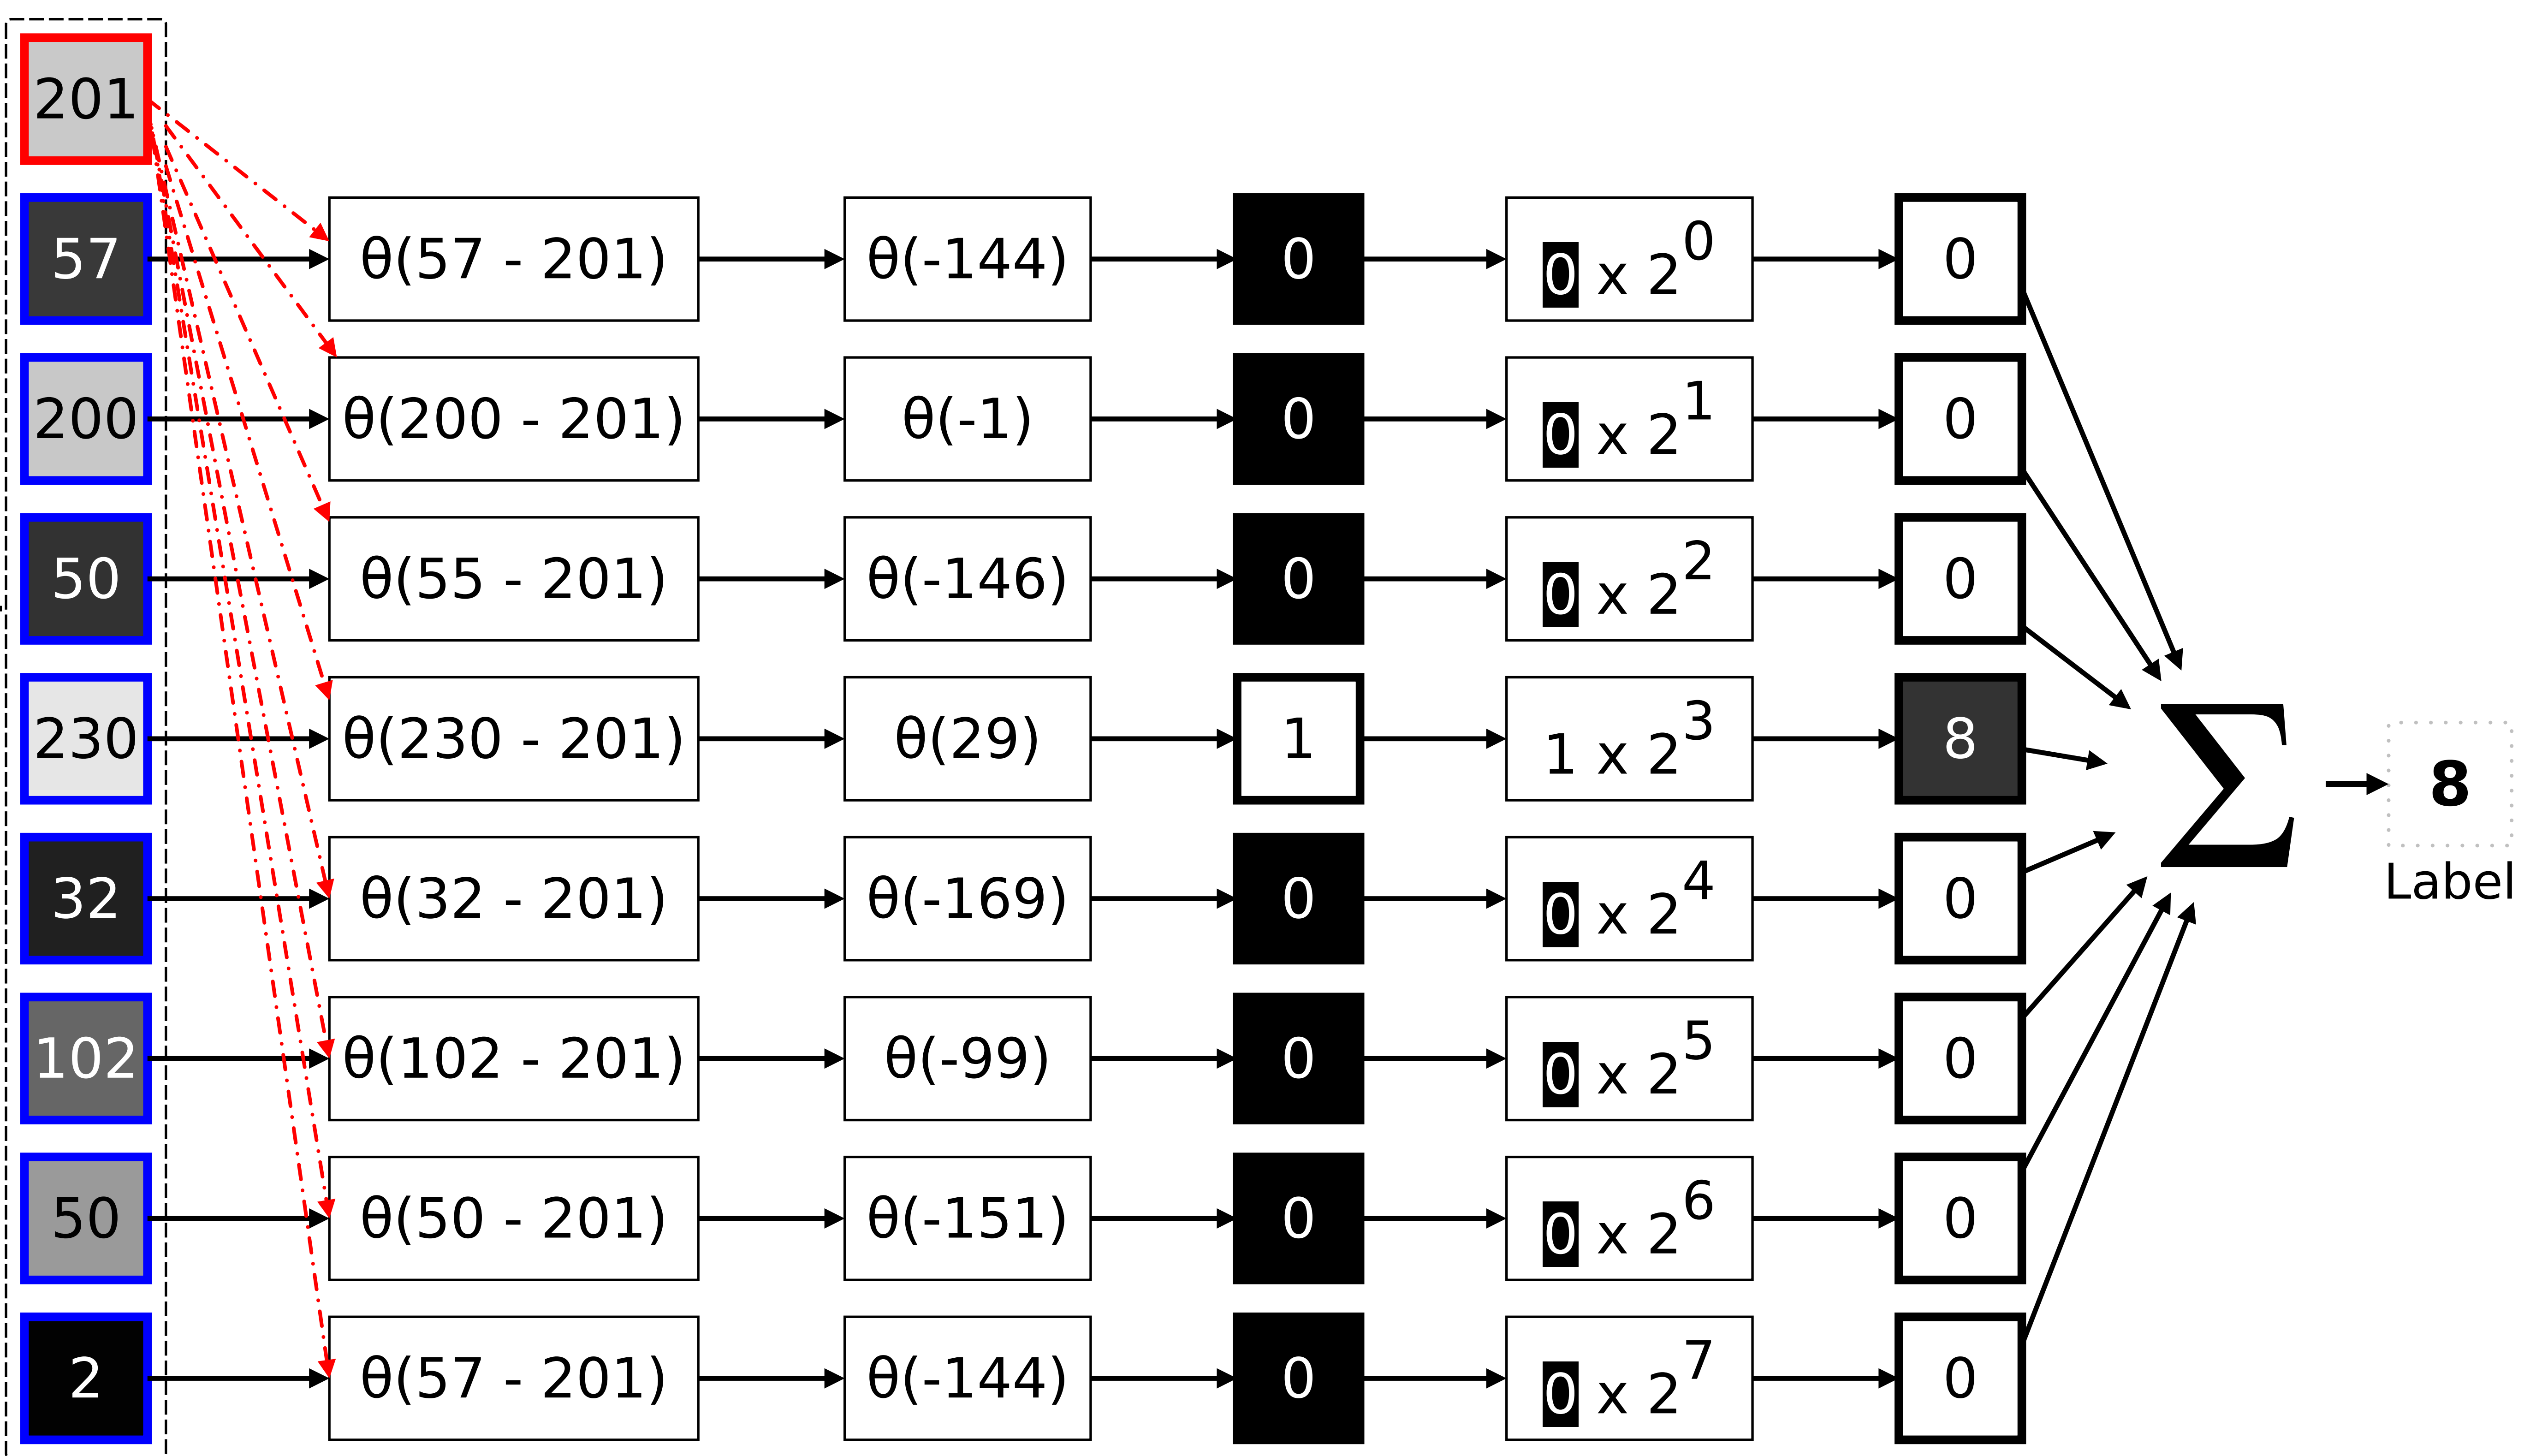 201
57 θ(57 - 201) θ(-144) 0 0 x 2^0 0
200 θ(200 - 201) θ(-1) 0 0 x 2^1 0
50 θ(55 - 201) θ(-146) 0 0 x 2^2 0
230 θ(230 - 201) θ(29) 1 1 x 2^3 8
Σ 8
Label
32 θ(32 - 201) θ(-169) 0 0 x 2^4 0
102 θ(102 - 201) θ(-99) 0 0 x 2^5 0
50 θ(50 - 201) θ(-151) 0 0 x 2^6 0
2 θ(57 - 201) θ(-144) 0 0 x 2^7 0